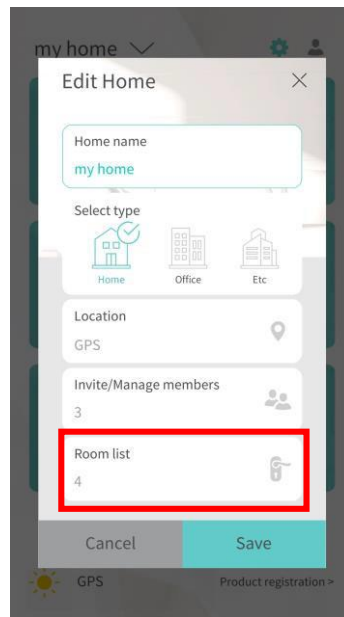 my home
Edit Home
Home name
my home
Select type
Home
Office
Etc
Location
GPS
Invite/Manage members
3
Room list
4
Cancel
Save
GPS
Product registration >